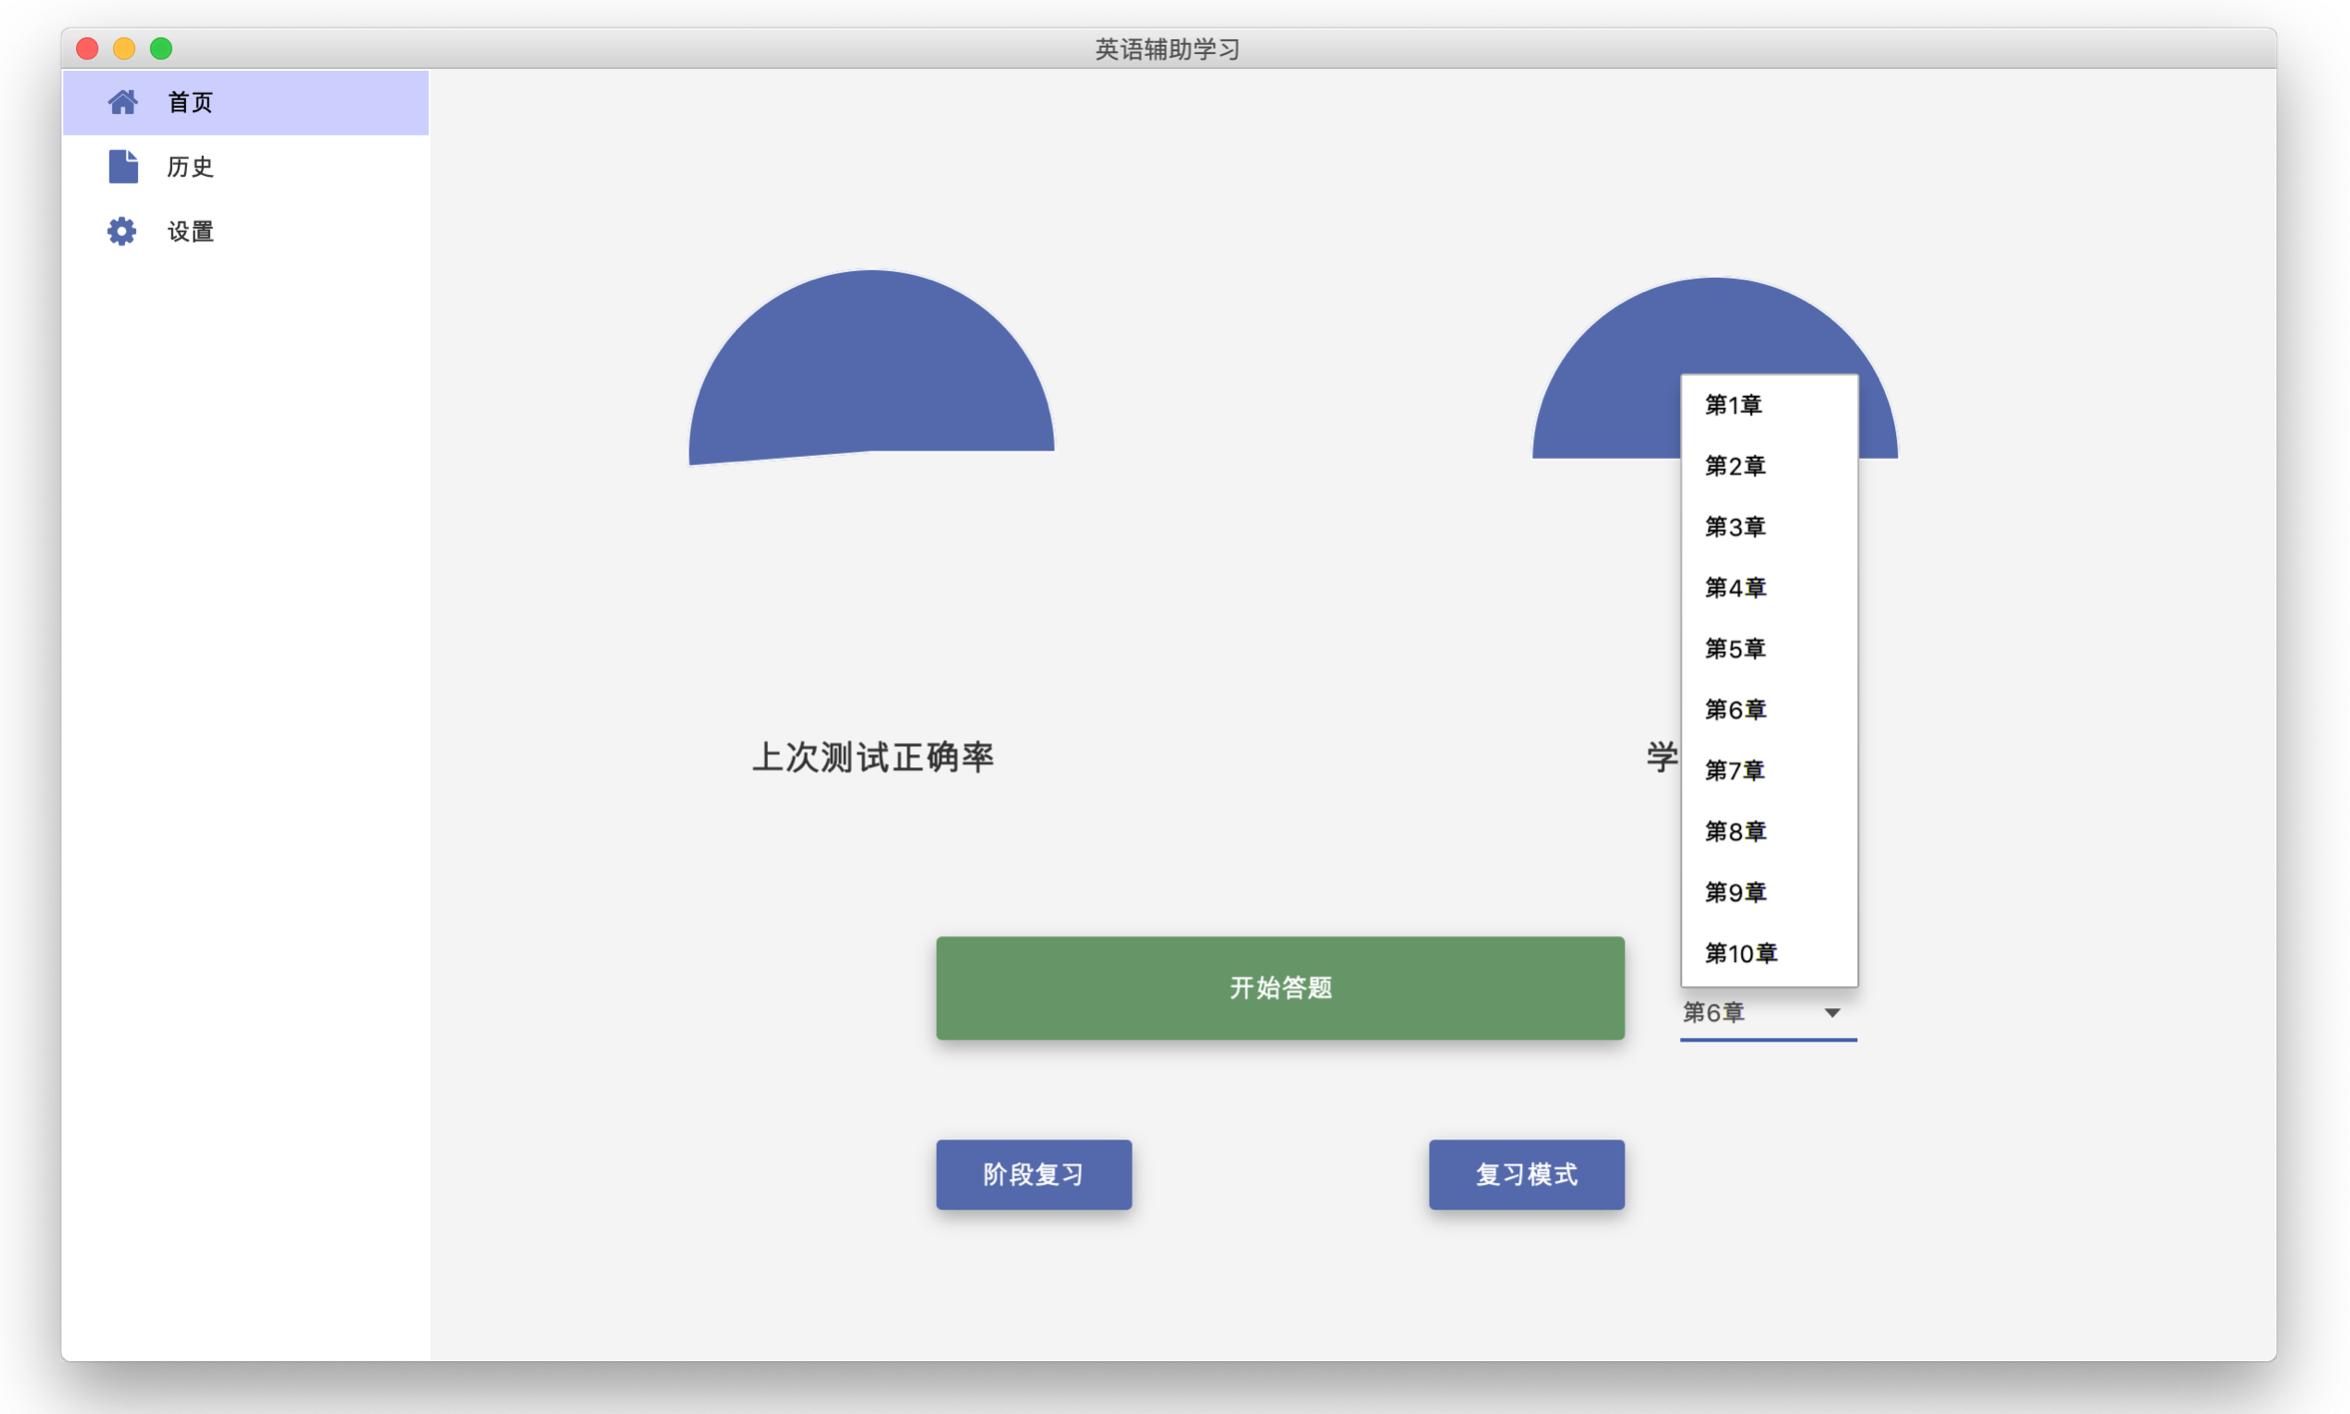 英语辅助学习
首页
历史
设置
第1章
第2章
第3章
第4章
第5章
第6章
第7章
第8章
第9章
第10章
上次测试正确率
学
开始答题
第6章
阶段复习
复习模式